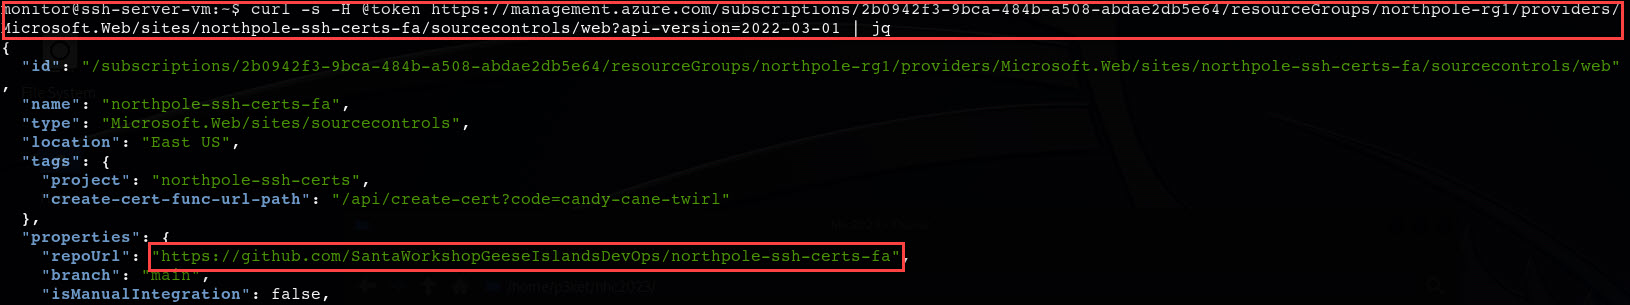 monitor@ssh-server-vm:~$ curl -s -H @token https://management.azure.com/subscriptions/2b0942f3-9bca-484b-a508-abdae2db5e64/resourceGroups/northpole-rg1/providers/
Microsoft.Web/sites/northpole-ssh-certs-fa/sourcecontrols/web?api-version=2022-03-01 | jq
{
  "id": "/subscriptions/2b0942f3-9bca-484b-a508-abdae2db5e64/resourceGroups/northpole-rg1/providers/Microsoft.Web/sites/northpole-ssh-certs-fa/sourcecontrols/web"
,
  "name": "northpole-ssh-certs-fa",
  "type": "Microsoft.Web/sites/sourcecontrols",
  "location": "East US",
  "tags": {
    "project": "northpole-ssh-certs",
    "create-cert-func-url-path": "/api/create-cert?code=candy-cane-twirl"
  },
  "properties": {
    "repoUrl": "https://github.com/SantaWorkshopGeeseIslandsDevOps/northpole-ssh-certs-fa",
    "branch": "main",
    "isManualIntegration": false,